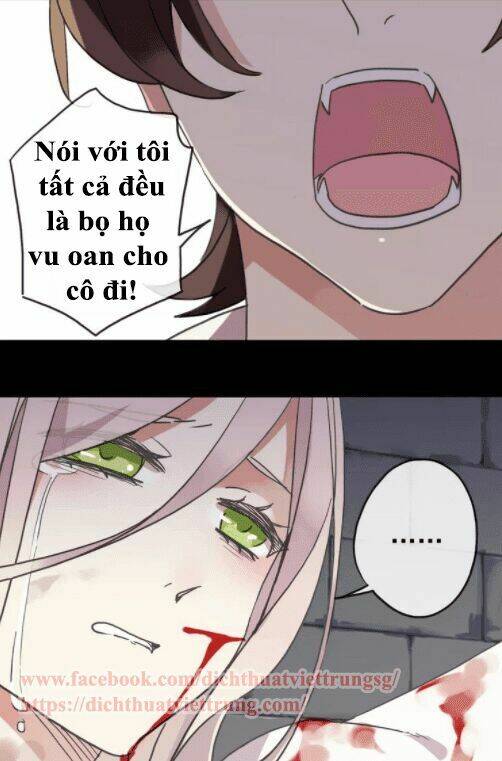 Nói với tôi
tất cả đều
là bọ họ
vu oan cho
cô đi!
......
www.facebook.com/dichthuatviettrungsg/
https://dichthuatviettrung.com/